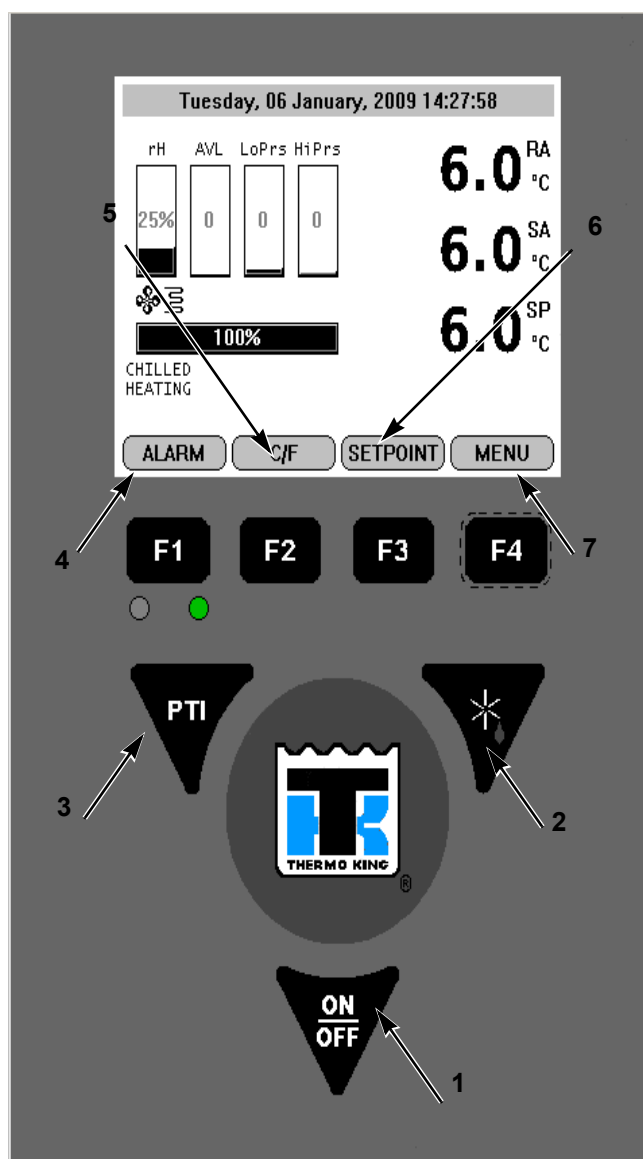 Tuesday, 06 January, 2009 14:27:58
rH AVL LoPrs HiPrs
25% 0 0 0
6.0 RA °C
6.0 SA °C
6.0 SP °C
100%
CHILLED
HEATING
5
6
ALARM C/F SETPOINT MENU
4
7
F1 F2 F3 F4
PTI
3
2
THERMO KING
®
ON
OFF
1